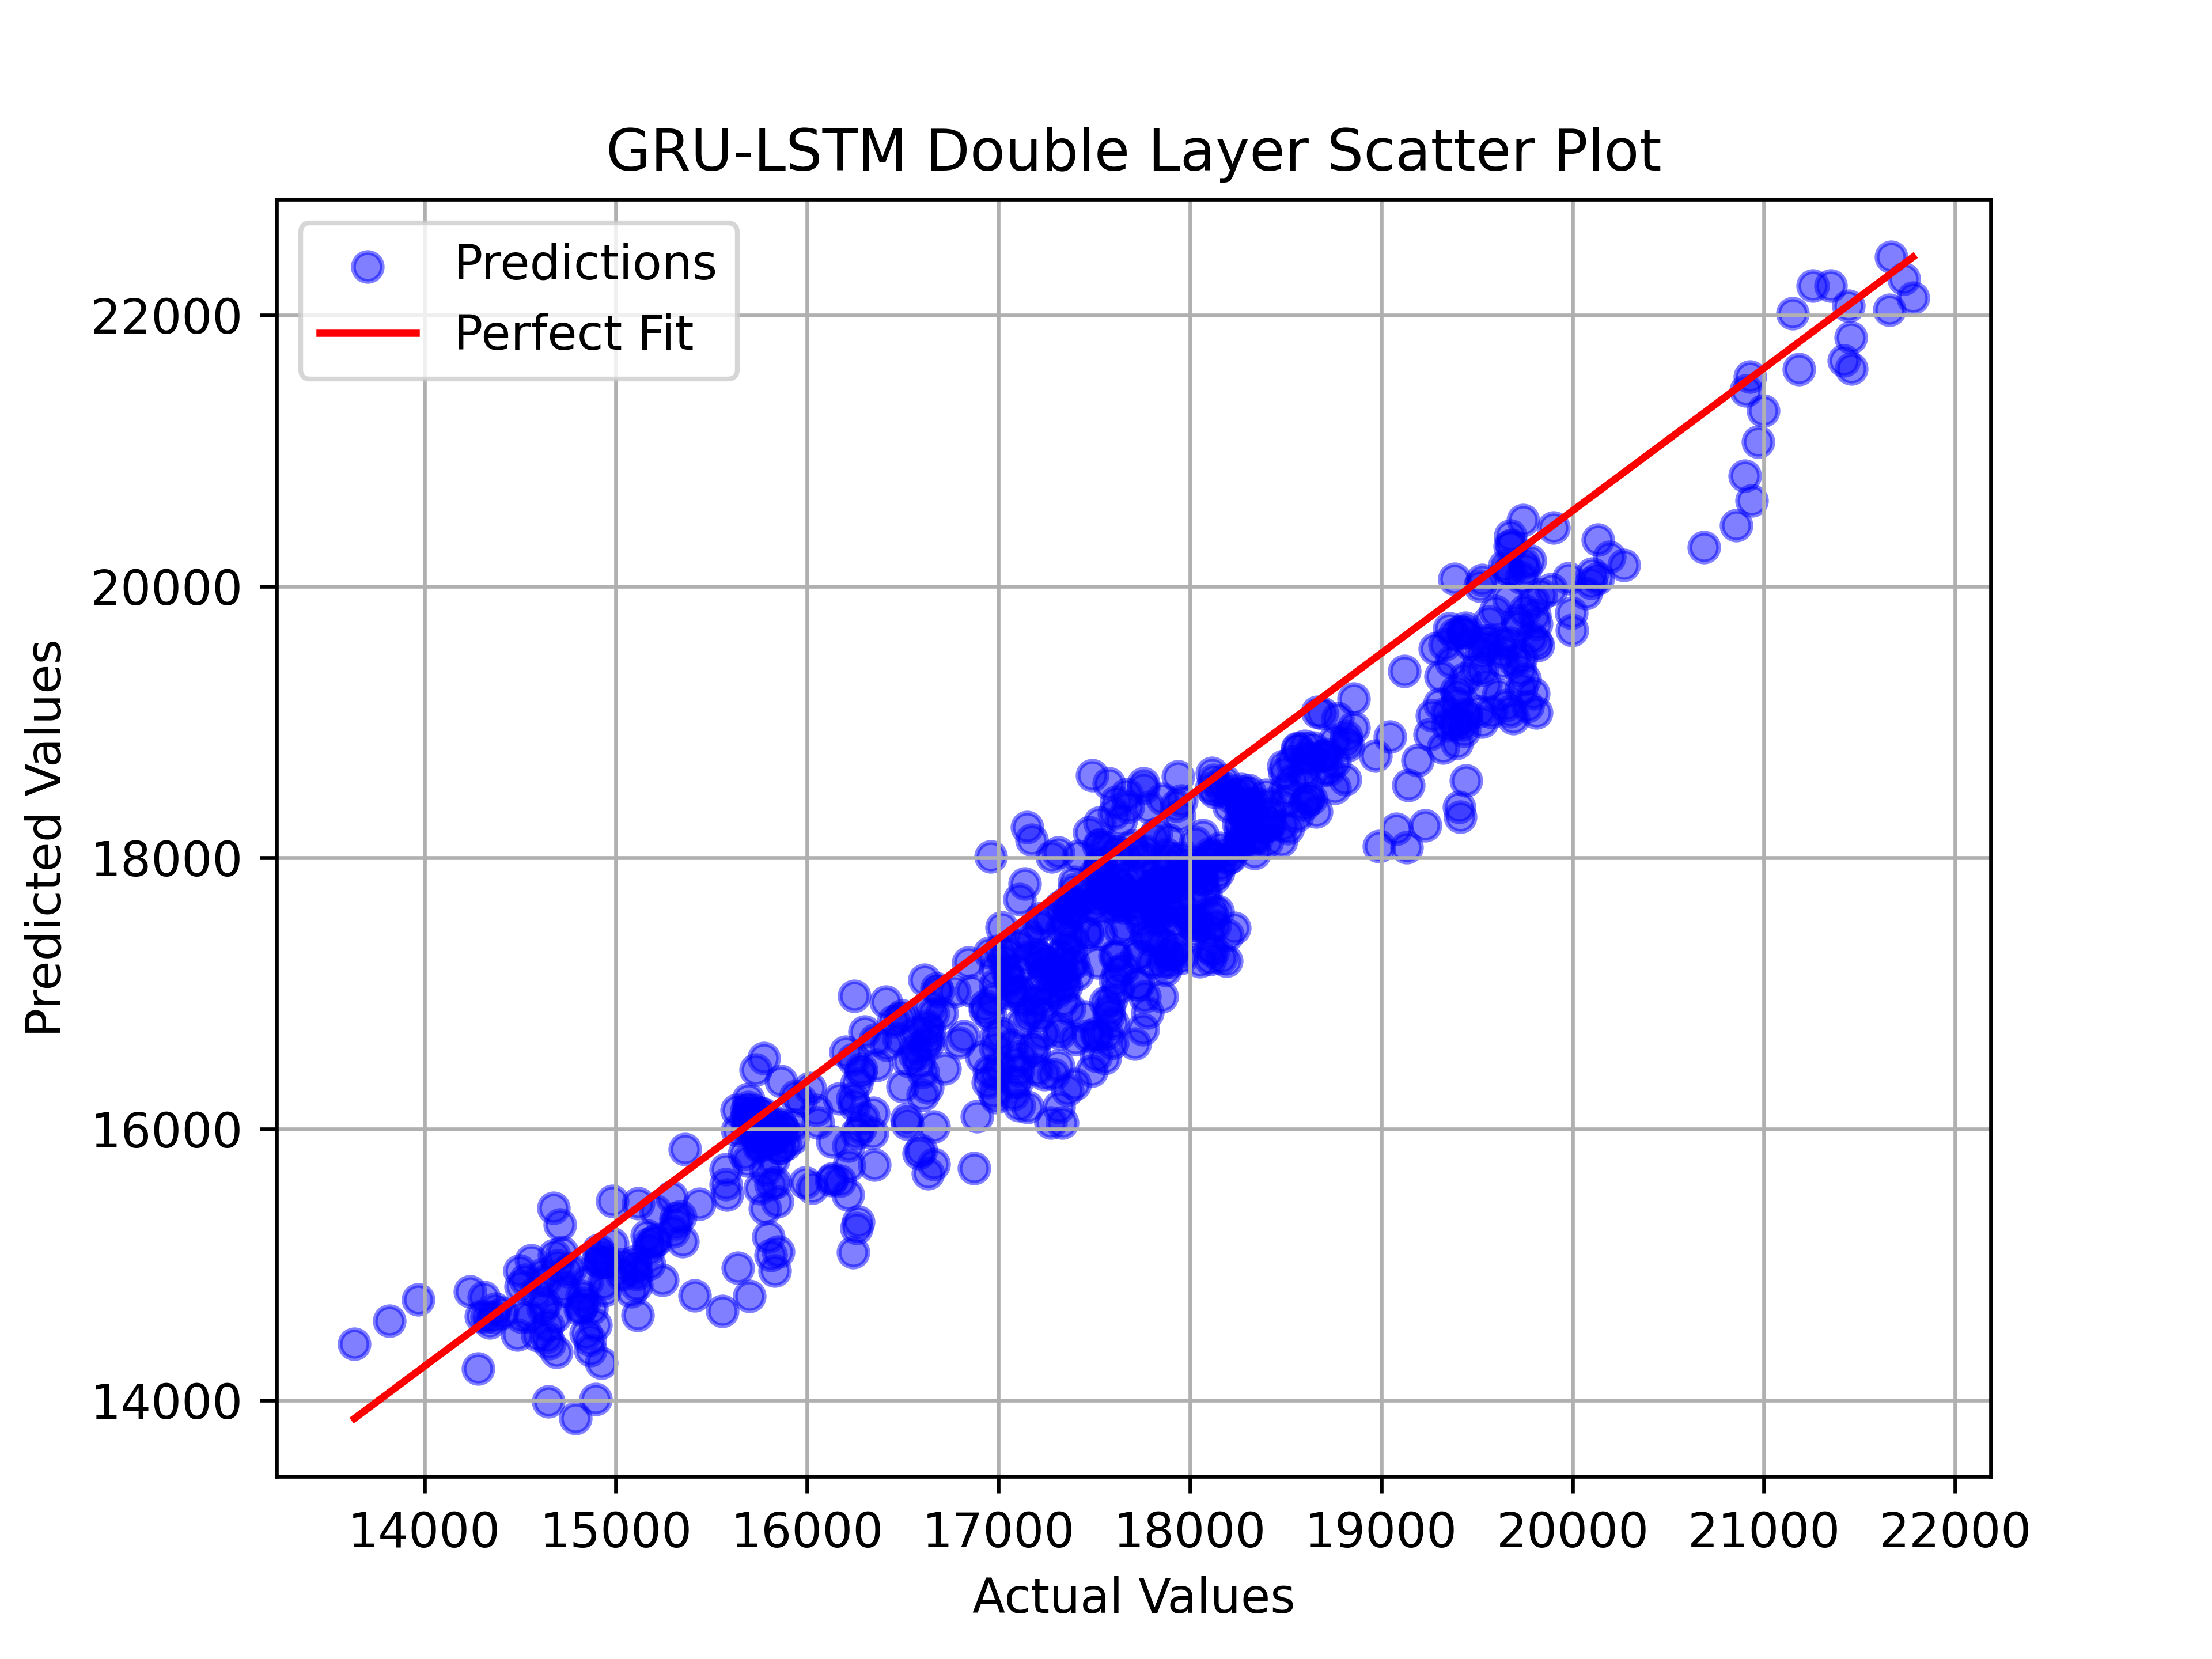 GRU-LSTM Double Layer Scatter Plot
Predictions
Perfect Fit
22000
20000
18000
16000
14000
Predicted Values
14000 15000 16000 17000 18000 19000 20000 21000 22000
Actual Values